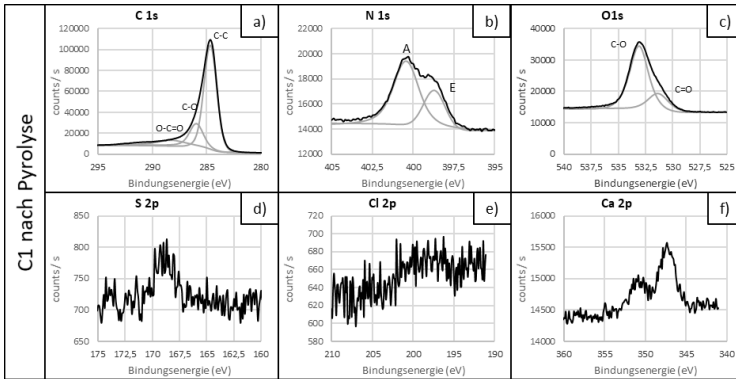 C1 nach Pyrolyse
C 1s
a)
counts / s
120000
100000
80000
60000
40000
20000
0
C-C
C-O
O-C=O
295 290 285 280
Bindungsenergie (eV)
N 1s
b)
counts / s
22000
20000
18000
16000
14000
12000
A
E
405 402,5 400 397,5 395
Bindungsenergie (eV)
O1s
c)
counts / s
40000
30000
20000
10000
0
C-O
C=O
540 537,5 535 532,5 530 527,5 525
Bindungsenergie (eV)
S 2p
d)
counts / s
850
800
750
700
650
175 172,5 170 167,5 165 162,5 160
Bindungsenergie (eV)
Cl 2p
e)
counts / s
720
700
680
660
640
620
600
580
210 205 200 195 190
Bindungsenergie (eV)
Ca 2p
f)
counts / s
16000
15500
15000
14500
14000
360 355 350 345 340
Bindungsenergie (eV)